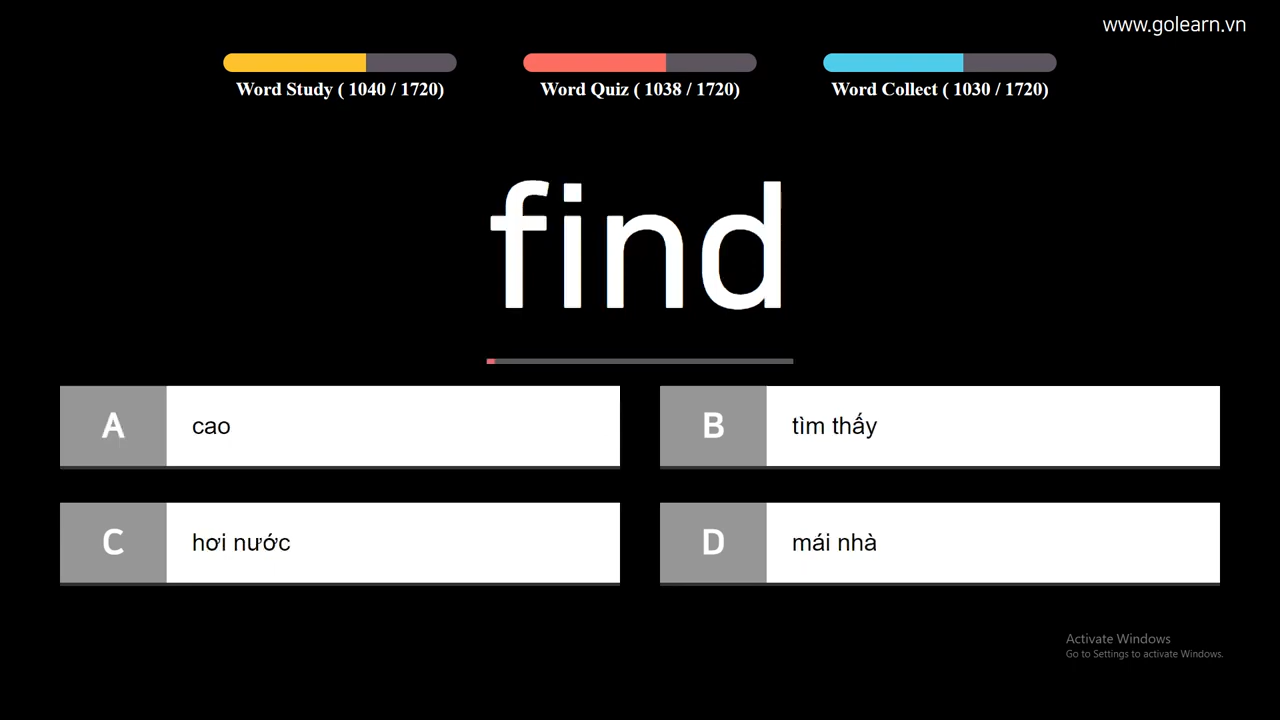 www.golearn.vn
Word Study ( 1040 / 1720)
Word Quiz ( 1038 / 1720)
Word Collect ( 1030 / 1720)
find
A
cao
B
tìm thấy
C
hơi nước
D
mái nhà
Activate Windows
Go to Settings to activate Windows.